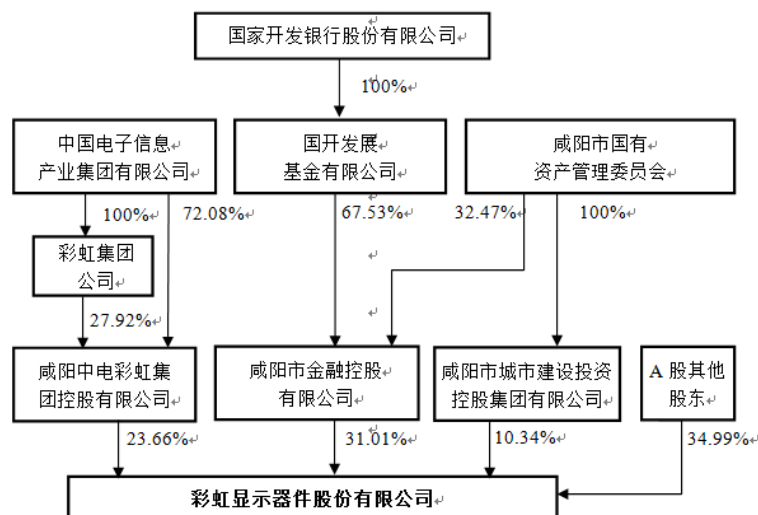 国家开发银行股份有限公司
100%
中国电子信息
产业集团有限公司
国开发展
基金有限公司
咸阳市国有
资产管理委员会
100%
72.08%
67.53%
32.47%
100%
彩虹集团
公司
27.92%
咸阳中电彩虹集
团控股有限公司
咸阳市金融控股
有限公司
咸阳市城市建设投资
控股集团有限公司
A 股其他
股东
23.66%
31.01%
10.34%
34.99%
彩虹显示器件股份有限公司